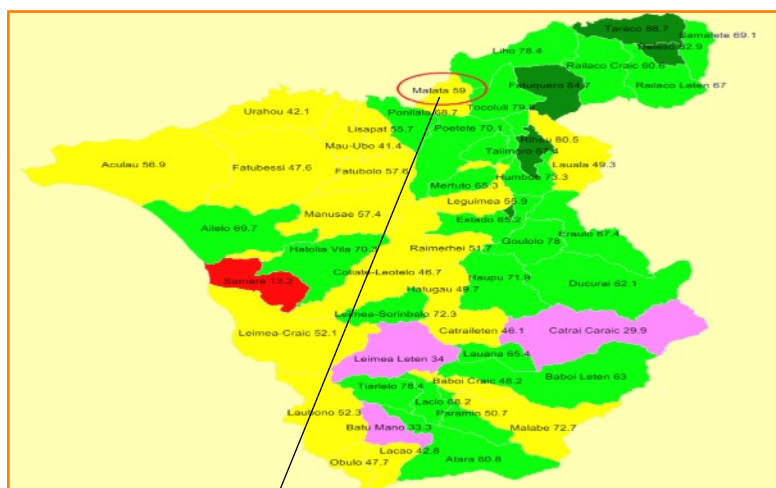 Taraco 88.7
Samalete 69.1
Deleso 82.9
Liho 78.4
Railaco Craic 60.6
Matata 59
Fatuquero 84.7
Railaco Leten 67
Urahou 42.1
Ponilala 68.7
Tocoluli 79.4
Lisapat 55.7
Poetete 70.1
Mau-Ubo 41.4
Riheu 80.5
Talimoro 67.4
Lauala 49.3
Aculau 56.9
Fatubessi 47.6
Fatubolo 57.6
Humboe 73.3
Mertuto 65.3
Leguimea 55.9
Manusae 57.4
Estado 65.2
Ailelo 69.7
Eraulo 67.4
Goulolo 78
Hatolia Vila 70.3
Raimerhei 51.7
Samara 13.2
Coliate-Leotelo 46.7
Haupu 71.9
Ducurai 62.1
Hatugau 49.7
Leimea-Sorinbalo 72.3
Leimea-Craic 52.1
Catraileten 46.1
Catrai Caraic 29.9
Leimea Leten 34
Lauana 65.4
Baboi Craic 48.2
Baboi Leten 63
Tiarlelo 78.4
Laclo 68.2
Laubono 52.3
Paramin 50.7
Batu Mano 33.3
Malabe 72.7
Lacao 42.8
Obulo 47.7
Atara 60.8